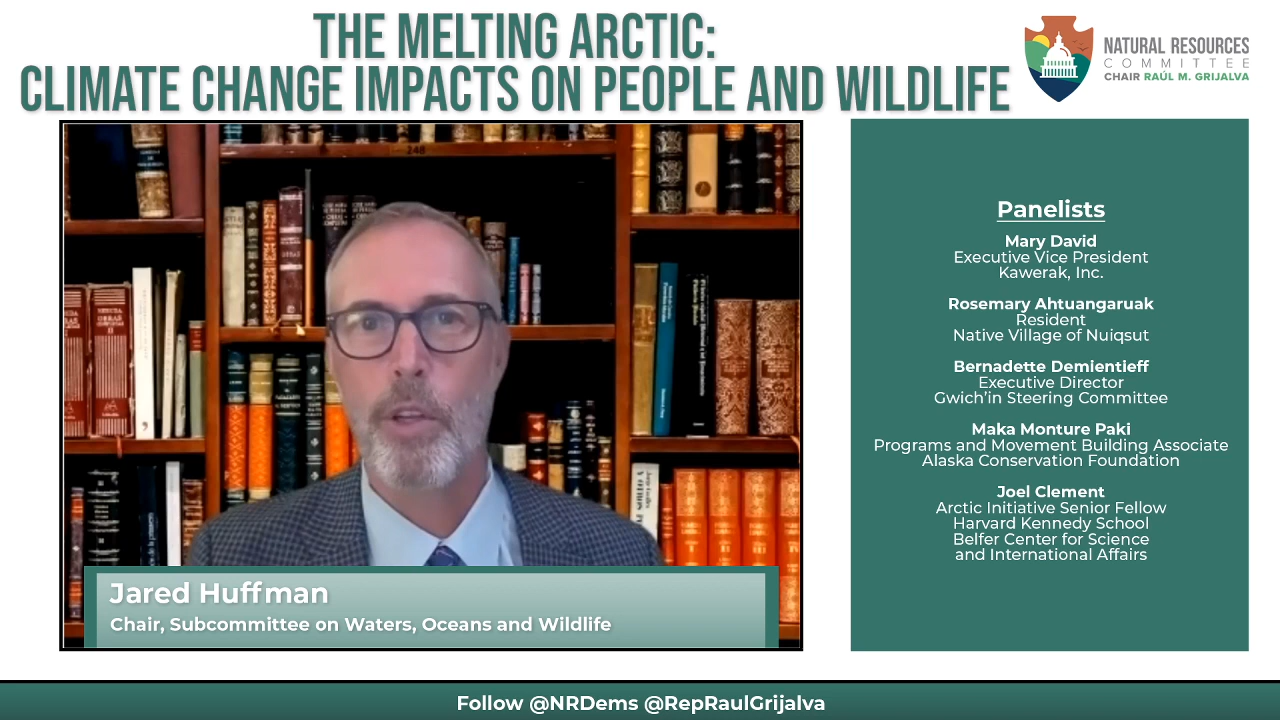 THE MELTING ARCTIC:
CLIMATE CHANGE IMPACTS ON PEOPLE AND WILDLIFE
NATURAL RESOURCES
COMMITTEE
CHAIR RAÚL M. GRIJALVA
248
Jared Huffman
Chair, Subcommittee on Waters, Oceans and Wildlife
Panelists
Mary David
Executive Vice President
Kawerak, Inc.
Rosemary Ahtuangaruak
Resident
Native Village of Nuiqsut
Bernadette Demientieff
Executive Director
Gwich'in Steering Committee
Maka Monture Paki
Programs and Movement Building Associate
Alaska Conservation Foundation
Joel Clement
Arctic Initiative Senior Fellow
Harvard Kennedy School
Belfer Center for Science
and International Affairs
Follow @NRDems @RepRaulGrijalva